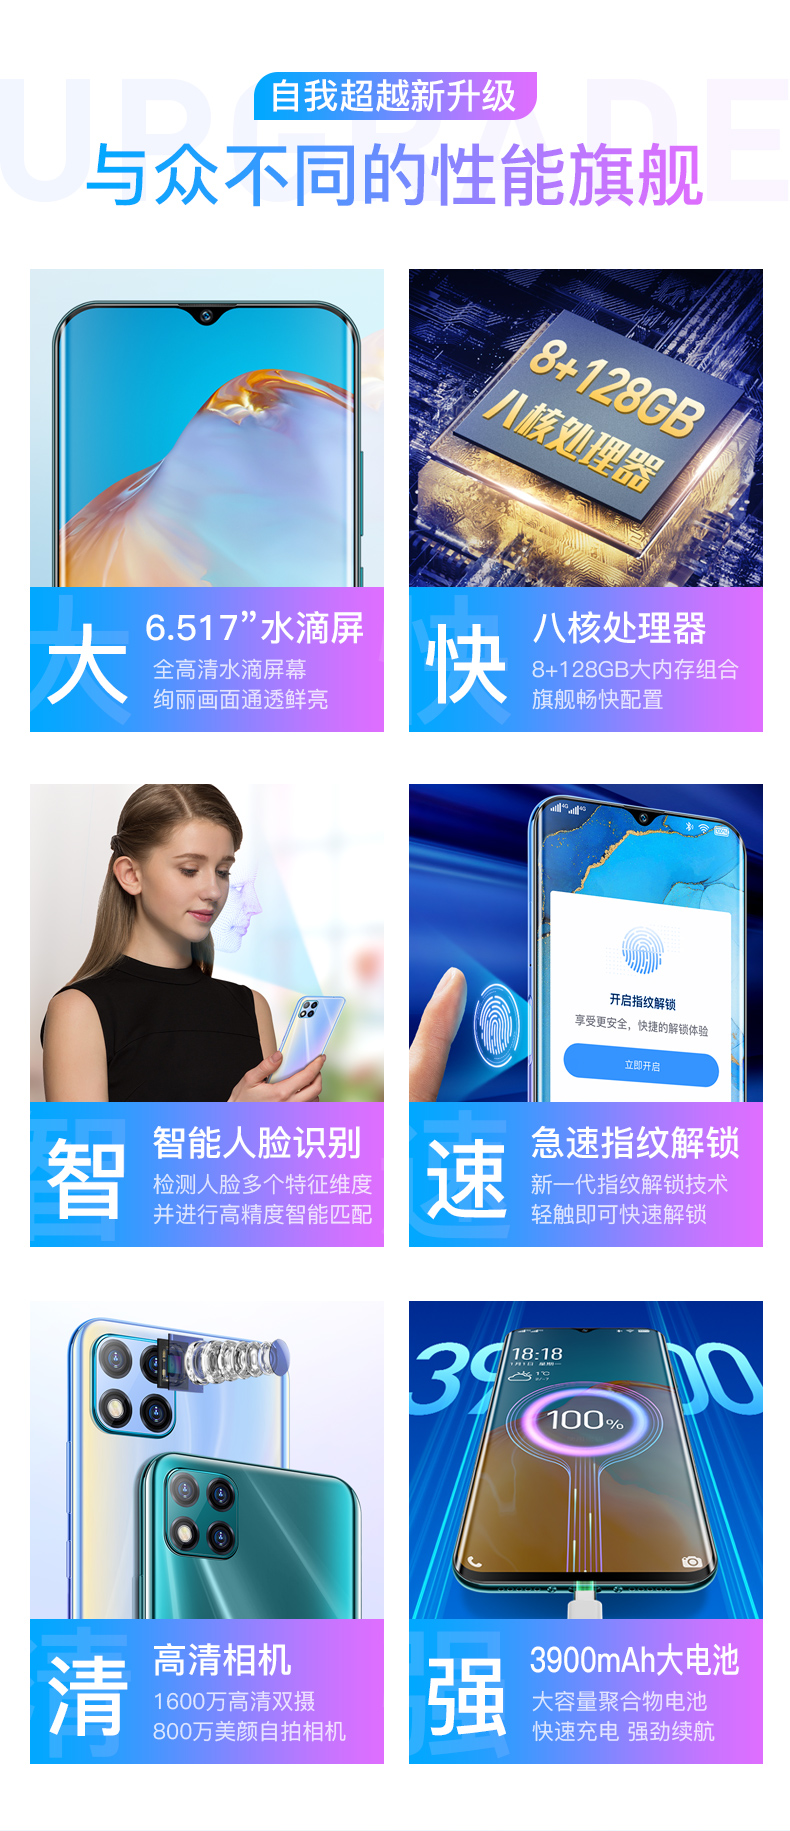 UPGRADE
自我超越新升级
与众不同的性能旗舰
8+128GB
八核处理器
大
6.517”水滴屏
全高清水滴屏幕
绚丽画面通透鲜亮
快
八核处理器
8+128GB大内存组合
旗舰畅快配置
4G 4G
开启指纹解锁
享受更安全，快捷的解锁体验
立即开启
智
智能人脸识别
检测人脸多个特征维度
并进行高精度智能匹配
速
急速指纹解锁
新一代指纹解锁技术
轻触即可快速解锁
18:18
1月1日 星期一
1°C
100%
清
高清相机
1600万高清双摄
800万美颜自拍相机
强
3900mAh大电池
大容量聚合物电池
快速充电 强劲续航